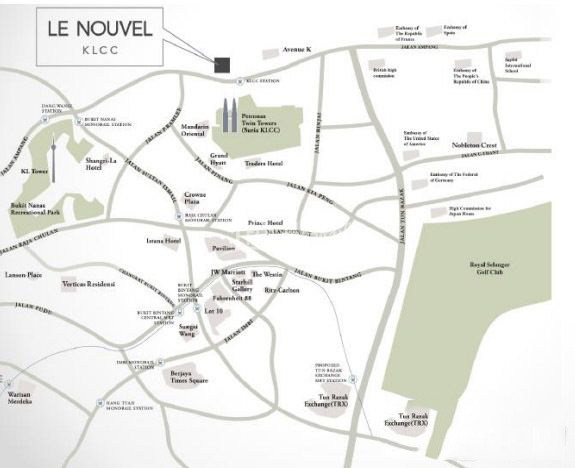 LE NOUVEL
KLCC
Avenue K
Embassy of
The Republic
of France
Embassy of
Spain
JALAN AMPANG
KLCC STATION
British high
commission
Embassy of
The People's
Republic of China
Sayfol
International
School
DANG WANGI
STATION
BUKIT NANAS
MONORAIL STATION
JALAN P.RAMLEE
Mandarin
Oriental
Petronas
Twin Towers
(Suria KLCC)
JALAN BINJAI
JALAN AMPANG
KL Tower
Shangri-La
Hotel
JALAN SULTAN ISMAIL
Grand
Hyatt
JALAN PINANG
Traders Hotel
Embassy of
The United States
of America
Nobleton Crest
Embassy of The Federal
of Germany
JALAN KIA PENG
Crowne
Plaza
JALAN TUN RAZAK
Bukit Nanas
Recreational Park
RAJA CHULAN
MONORAIL STATION
Prince Hotel
High Commission for
Japan Route
JALAN RAJA CHULAN
Istana Hotel
Pavilion
Royal Selangor
Golf Club
Lanson Place
Verticas Residensi
CHANGKAT BUKIT BINTANG
JW Marriott
The Westin
JALAN BUKIT BINTANG
Starhill
Gallery
Ritz-Carlton
Fahrenheit 88
BUKIT
BINTANG
MONORAIL
STATION
Lot 10
JALAN PUDU
BUKIT BINTANG
CENTRAL MRT
STATION
Sungei
Wang
JALAN IMBI
IMBI MONORAIL
STATION
Berjaya
Times Square
PROPOSED
TUN RAZAK
EXCHANGE
MRT STATION
Warisan
Merdeka
HANG TUAH
MONORAIL STATION
Tun Razak
Exchange(TRX)
Tun Razak
Exchange(TRX)